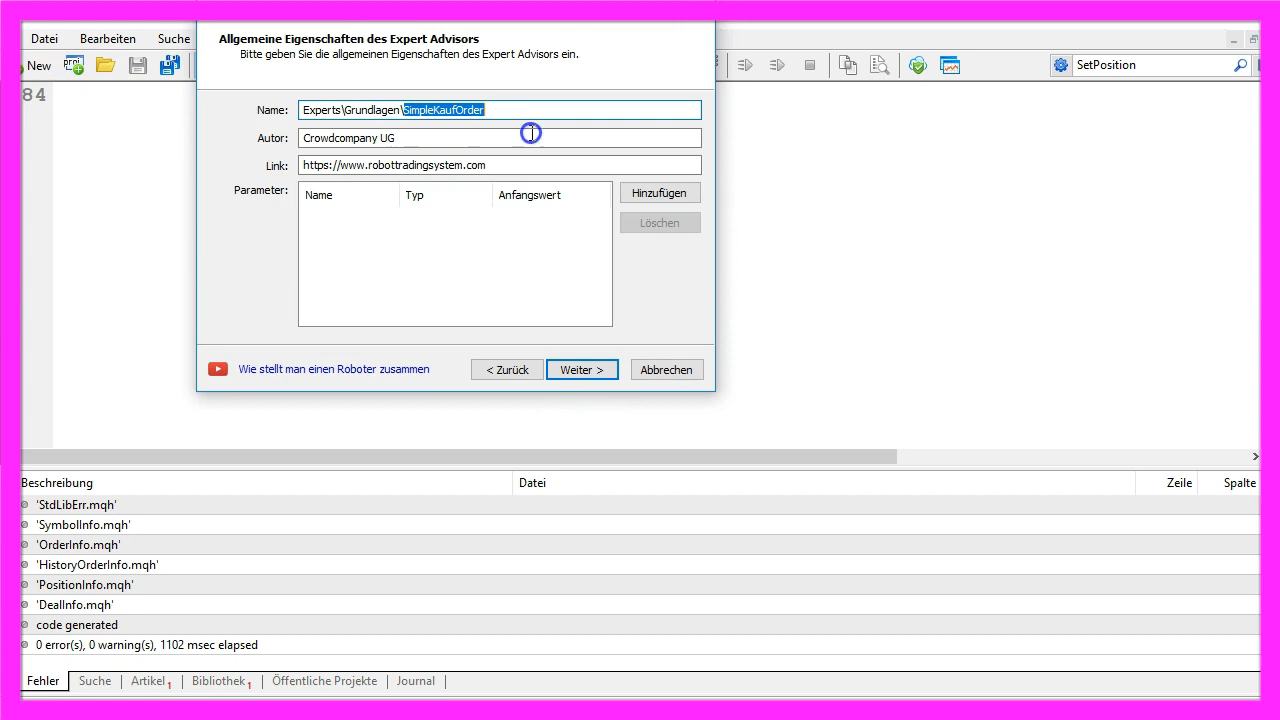 Allgemeine Eigenschaften des Expert Advisors
Bitte geben Sie die allgemeinen Eigenschaften des Expert Advisor ein.
Datei Bearbeiten Suche
New
SetPosition
84
Name: Experts\Grundlagen\SimpleKaufOrder
Autor: Crowdcompany UG
Link: https://www.robottradingsystem.com
Parameter:
Name Typ Anfangswert
Hinzufügen
Löschen
Wie stellt man einen Roboter zusammen
< Zurück Weiter > Abbrechen
Beschreibung Datei Zeile Spalte
'StdLibErr.mqh'
'SymbolInfo.mqh'
'OrderInfo.mqh'
'HistoryOrderInfo.mqh'
'PositionInfo.mqh'
'DealInfo.mqh'
code generated
0 error(s), 0 warning(s), 1102 msec elapsed
Fehler Suche Artikel 1 Bibliothek 1 Öffentliche Projekte Journal